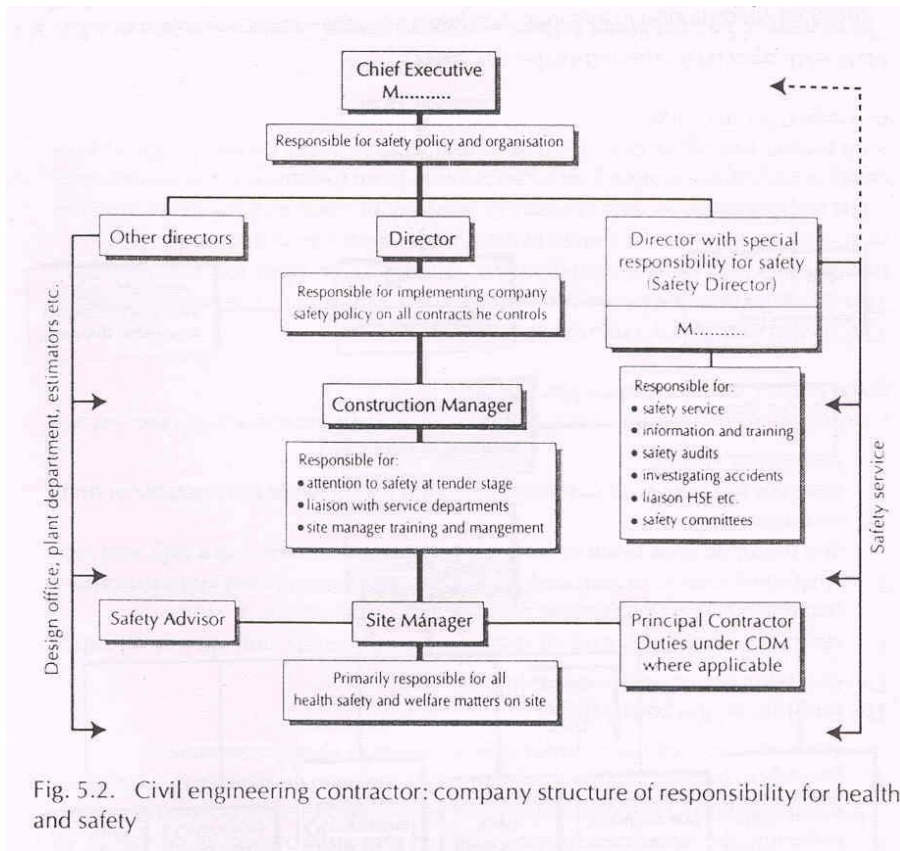 Chief Executive
M..........
Responsible for safety policy and organisation
Other directors
Director
Director with special
responsibility for safety
(Safety Director)
M..........
Responsible for implementing company
safety policy on all contracts he controls
Responsible for:
• safety service
• information and training
• safety audits
• investigating accidents
• liaison HSE etc.
• safety committees
Construction Manager
Responsible for:
• attention to safety at tender stage
• liaison with service departments
• site manager training and mangement
Design office, plant department, estimators etc.
Safety service
Safety Advisor
Site Manager
Principal Contractor
Duties under CDM
where applicable
Primarily responsible for all
health safety and welfare matters on site
Fig. 5.2. Civil engineering contractor: company structure of responsibility for health
and safety